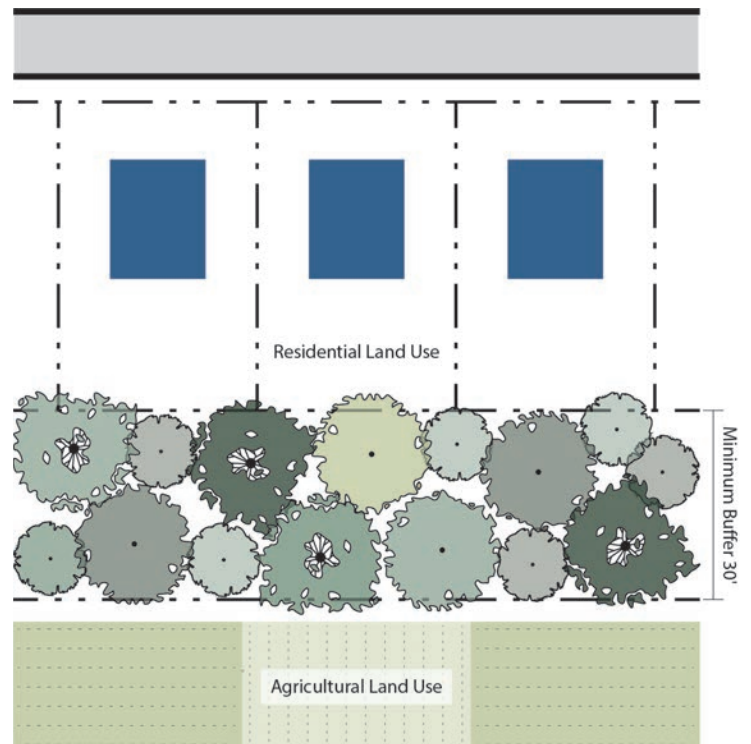 Residential Land Use
Minimum Buffer 30'
Agricultural Land Use